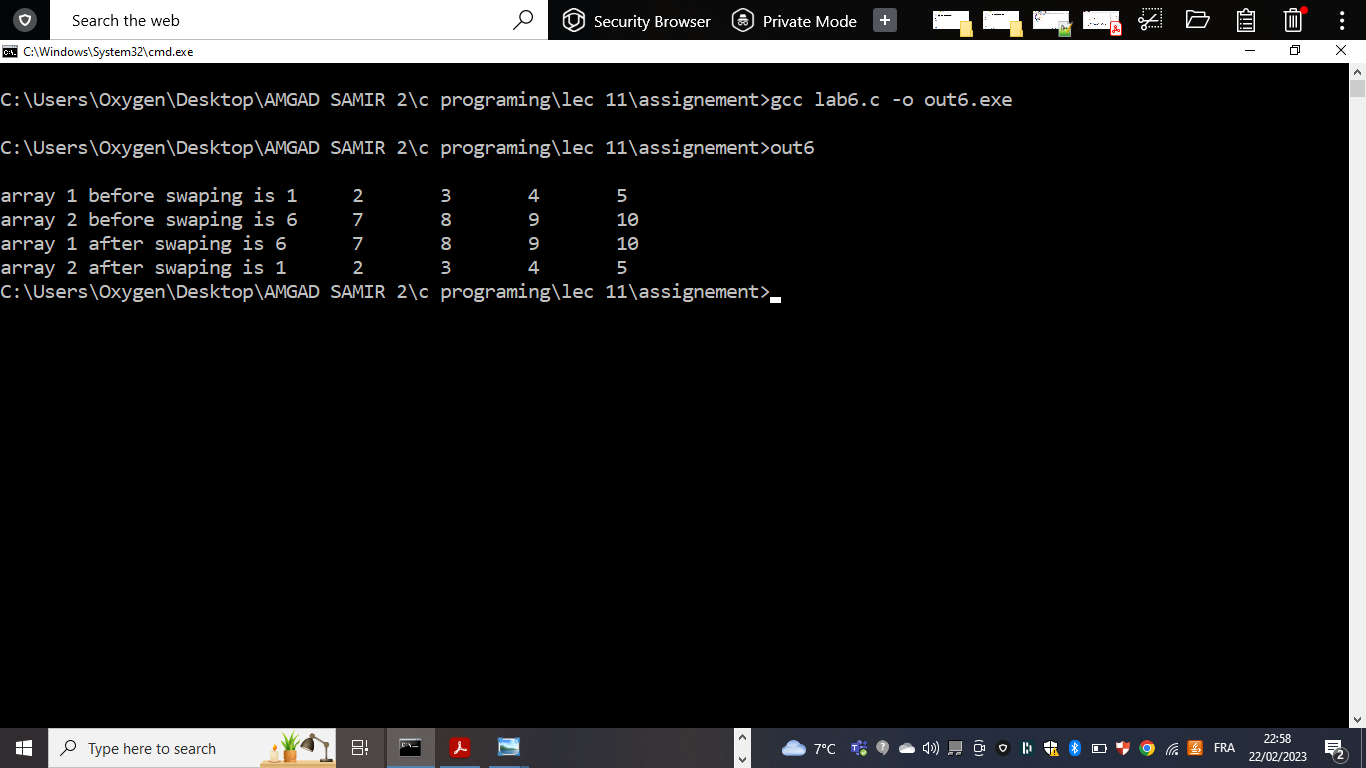 Search the web
Security Browser
Private Mode
C:\Windows\System32\cmd.exe
C:\Users\Oxygen\Desktop\AMGAD SAMIR 2\c programing\lec 11\assignement>gcc lab6.c -o out6.exe
C:\Users\Oxygen\Desktop\AMGAD SAMIR 2\c programing\lec 11\assignement>out6
array 1 before swaping is 1 2 3 4 5
array 2 before swaping is 6 7 8 9 10
array 1 after swaping is 6 7 8 9 10
array 2 after swaping is 1 2 3 4 5
C:\Users\Oxygen\Desktop\AMGAD SAMIR 2\c programing\lec 11\assignement>
Type here to search
7°C
FRA
22:58
22/02/2023
2